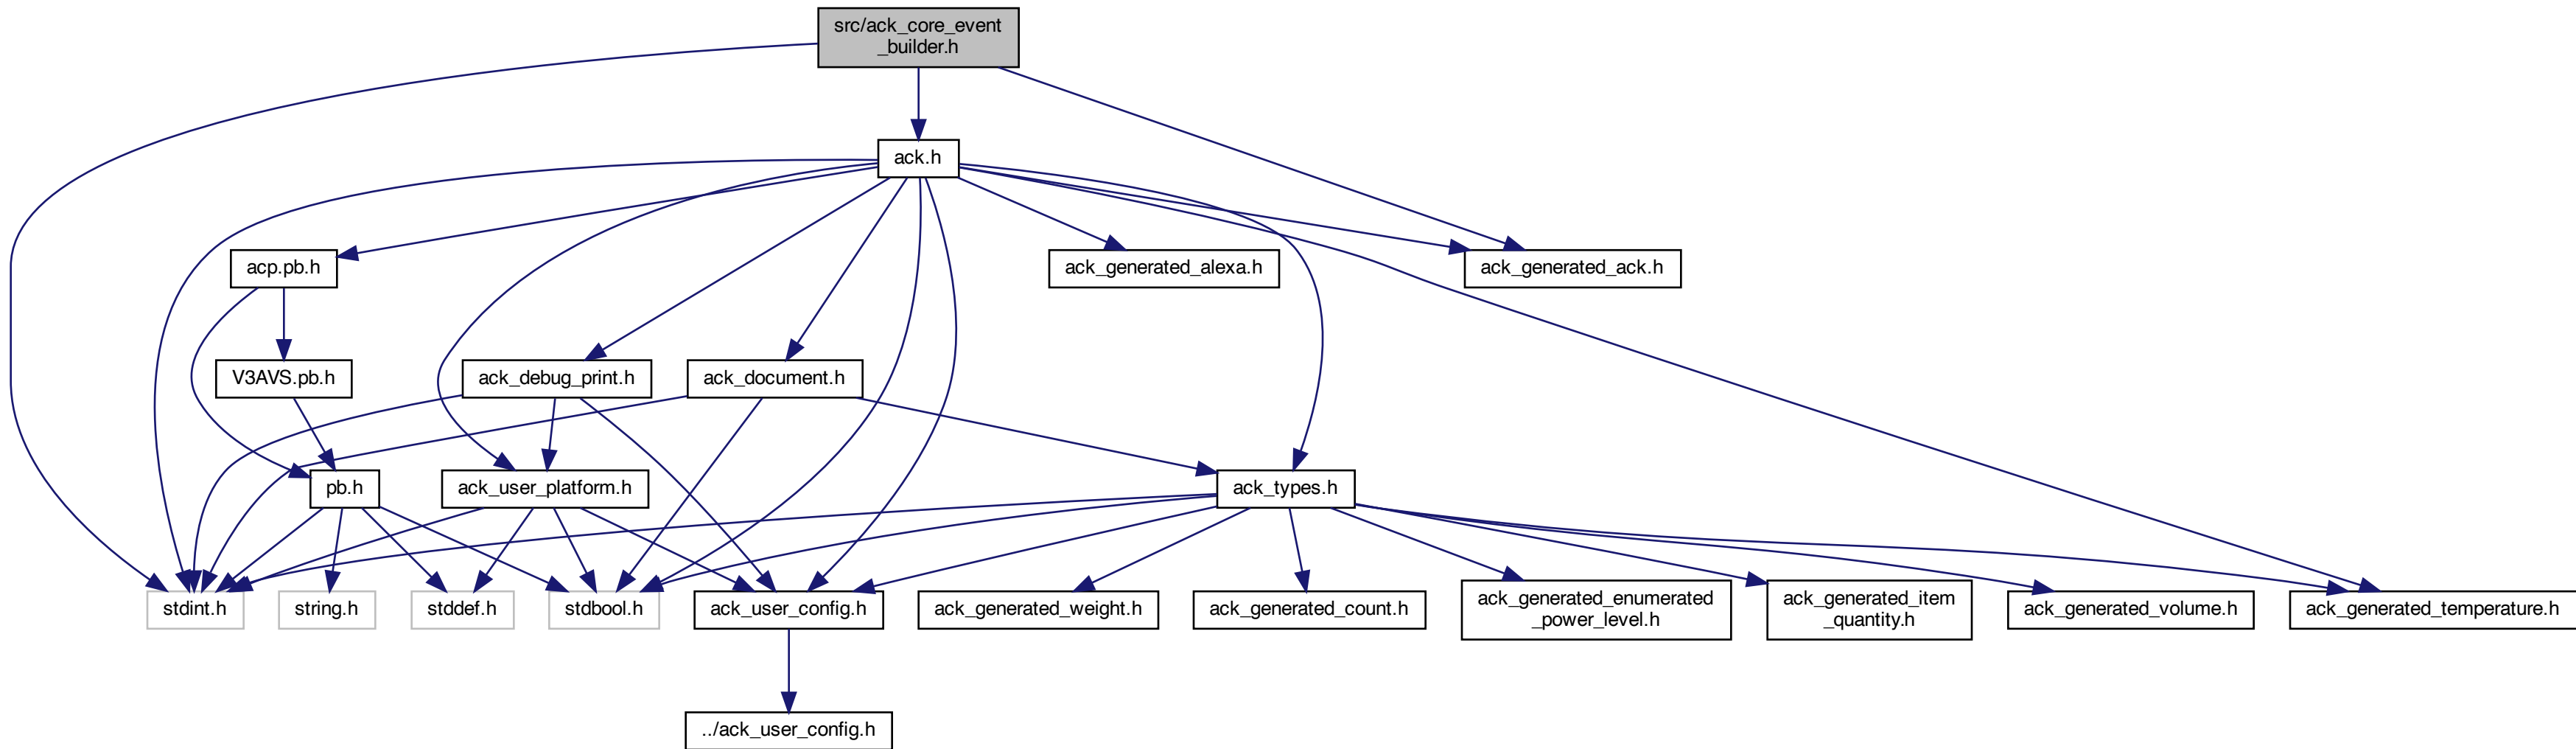 src/ack_core_event
_builder.h
ack.h
acp.pb.h
ack_generated_alexa.h
ack_generated_ack.h
V3AVS.pb.h
ack_debug_print.h
ack_document.h
pb.h
ack_user_platform.h
ack_types.h
stdint.h
string.h
stddef.h
stdbool.h
ack_user_config.h
ack_generated_weight.h
ack_generated_count.h
ack_generated_enumerated
_power_level.h
ack_generated_item
_quantity.h
ack_generated_volume.h
ack_generated_temperature.h
../ack_user_config.h